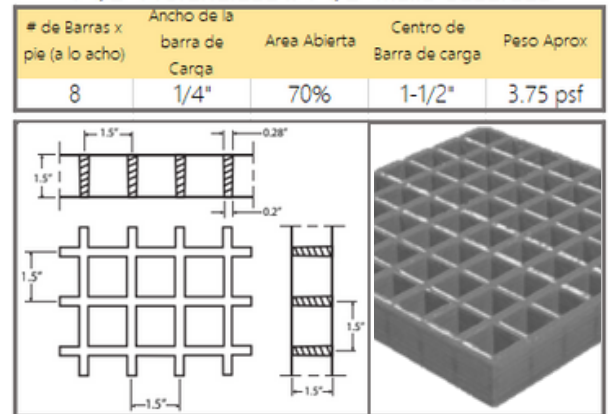 # de Barras x pie (a lo acho)
Ancho de la barra de Carga
Area Abierta
Centro de Barra de carga
Peso Aprox
8
1/4"
70%
1-1/2"
3.75 psf
1.5"
0.28"
1.5"
0.2"
1.5"
1.5"
1.5"
1.5"